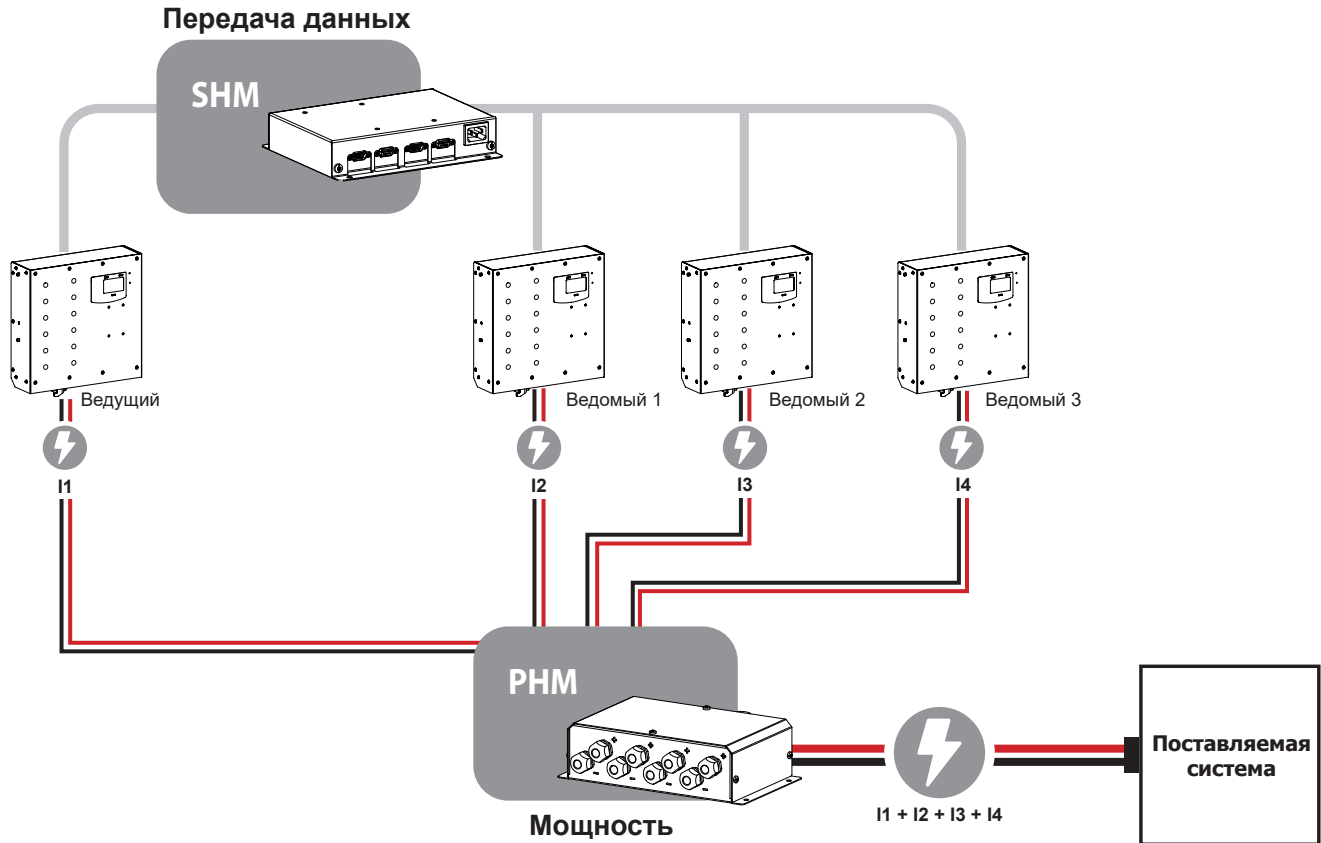 Передача данных
SHM
Ведущий
Ведомый 1
Ведомый 2
Ведомый 3
I1
I2
I3
I4
PHM
Мощность
I1 + I2 + I3 + I4
Поставляемая
система